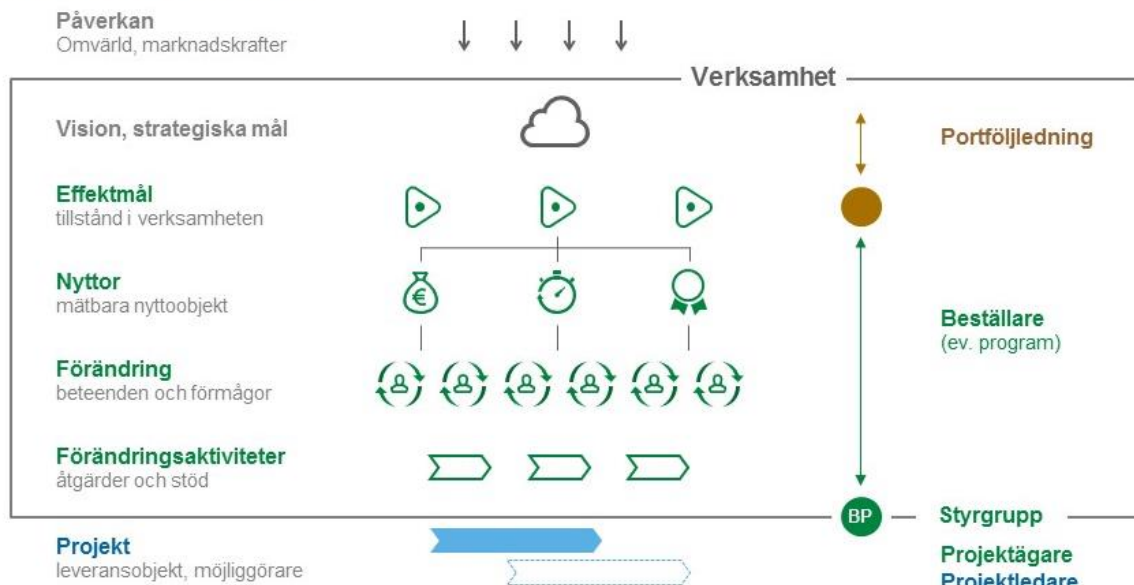 Påverkan
Omvärld, marknadskrafter
Verksamhet
Vision, strategiska mål
Portföljledning
Effektmål
tillstånd i verksamheten
€
Nyttor
mätbara nyttoobjekt
Beställare
(ev. program)
Förändring
beteenden och förmågor
Förändringsaktiviteter
åtgärder och stöd
BP
Styrgrupp
Projekt
leveransobjekt, möjliggörare
Projektägare
Projektledare